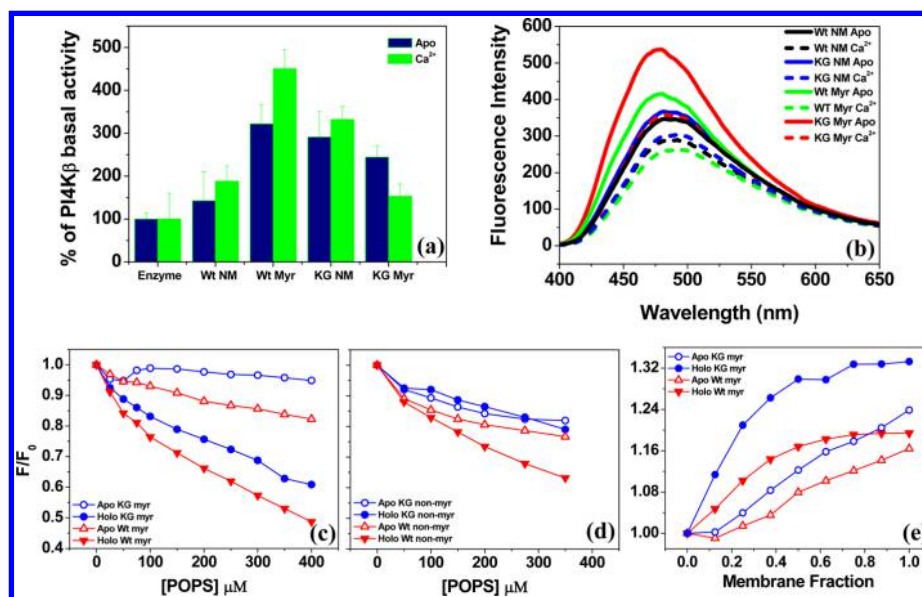 500
400
300
200
100
0
% of PI4Kβ basal activity
Apo
Ca²⁺
Enzyme Wt NM Wt Myr KG NM KG Myr
(a)
600
500
400
300
200
100
0
Fluorescence Intensity
Wt NM Apo
Wt NM Ca²⁺
KG NM Apo
KG NM Ca²⁺
Wt Myr Apo
WT Myr Ca²⁺
KG Myr Apo
KG Myr Ca²⁺
(b)
400 450 500 550 600 650
Wavelength (nm)
1.0
0.9
0.8
0.7
0.6
0.5
0.4
F/F₀
Apo KG myr
Holo KG myr
Apo Wt myr
Holo Wt myr
(c)
0 100 200 300 400
[POPS] μM
Apo KG non-myr
Holo KG non-myr
Apo Wt non-myr
Holo Wt non-myr
(d)
0 100 200 300 400
[POPS] μM
1.32
1.24
1.16
1.08
1.00
Apo KG myr
Holo KG myr
Apo Wt myr
Holo Wt myr
(e)
0.0 0.2 0.4 0.6 0.8 1.0
Membrane Fraction